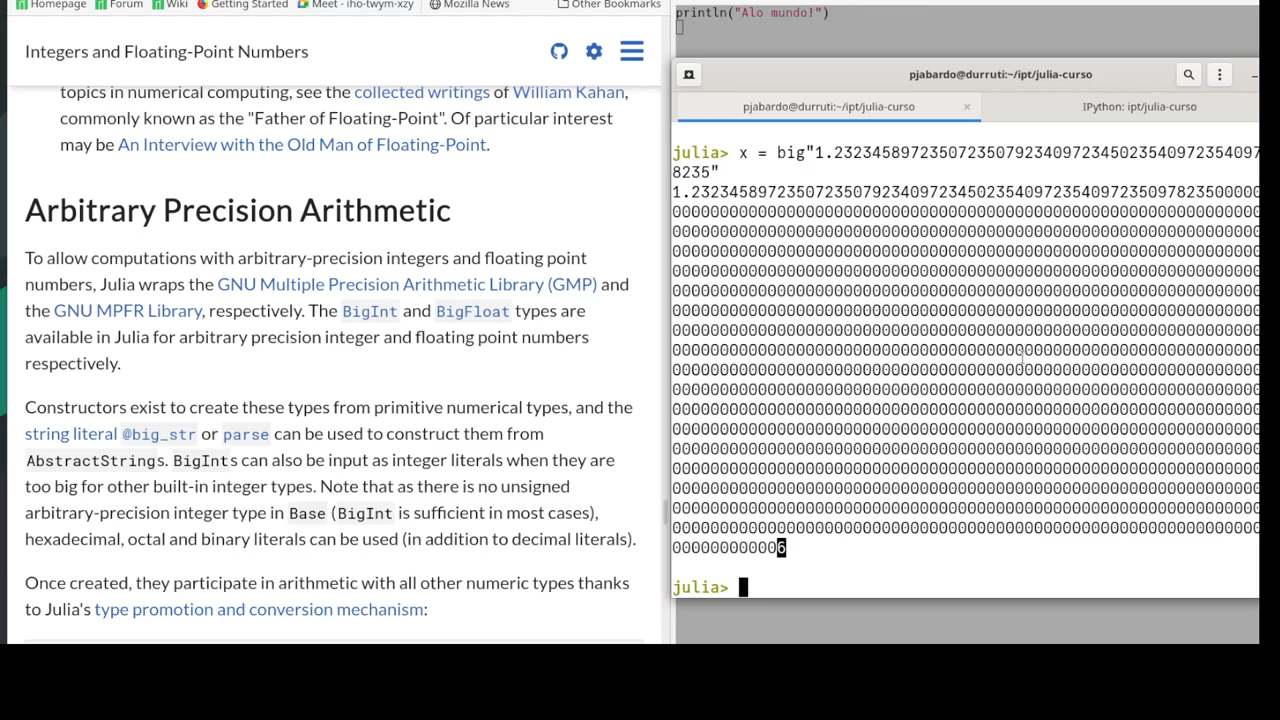 Homepage Forum Wiki Getting Started Meet - iho-twym-xzy Mozilla News Other Bookmarks
Integers and Floating-Point Numbers
topics in numerical computing, see the collected writings of William Kahan,
commonly known as the "Father of Floating-Point". Of particular interest
may be An Interview with the Old Man of Floating-Point.
Arbitrary Precision Arithmetic
To allow computations with arbitrary-precision integers and floating point
numbers, Julia wraps the GNU Multiple Precision Arithmetic Library (GMP) and
the GNU MPFR Library, respectively. The BigInt and BigFloat types are
available in Julia for arbitrary precision integer and floating point numbers
respectively.
Constructors exist to create these types from primitive numerical types, and the
string literal @big_str or parse can be used to construct them from
AbstractStrings. BigInts can also be input as integer literals when they are
too big for other built-in integer types. Note that as there is no unsigned
arbitrary-precision integer type in Base (BigInt is sufficient in most cases),
hexadecimal, octal and binary literals can be used (in addition to decimal literals).
Once created, they participate in arithmetic with all other numeric types thanks
to Julia's type promotion and conversion mechanism:
println("Alo mundo!")
pjabardo@durruti:~/ipt/julia-curso
pjabardo@durruti:~/ipt/julia-curso × IPython: ipt/julia-curso
julia> x = big"1.232345897235072350792340972345023540972354097
8235"
1.232345897235072350792340972345023540972354097235097823500000
0000000000006
julia>